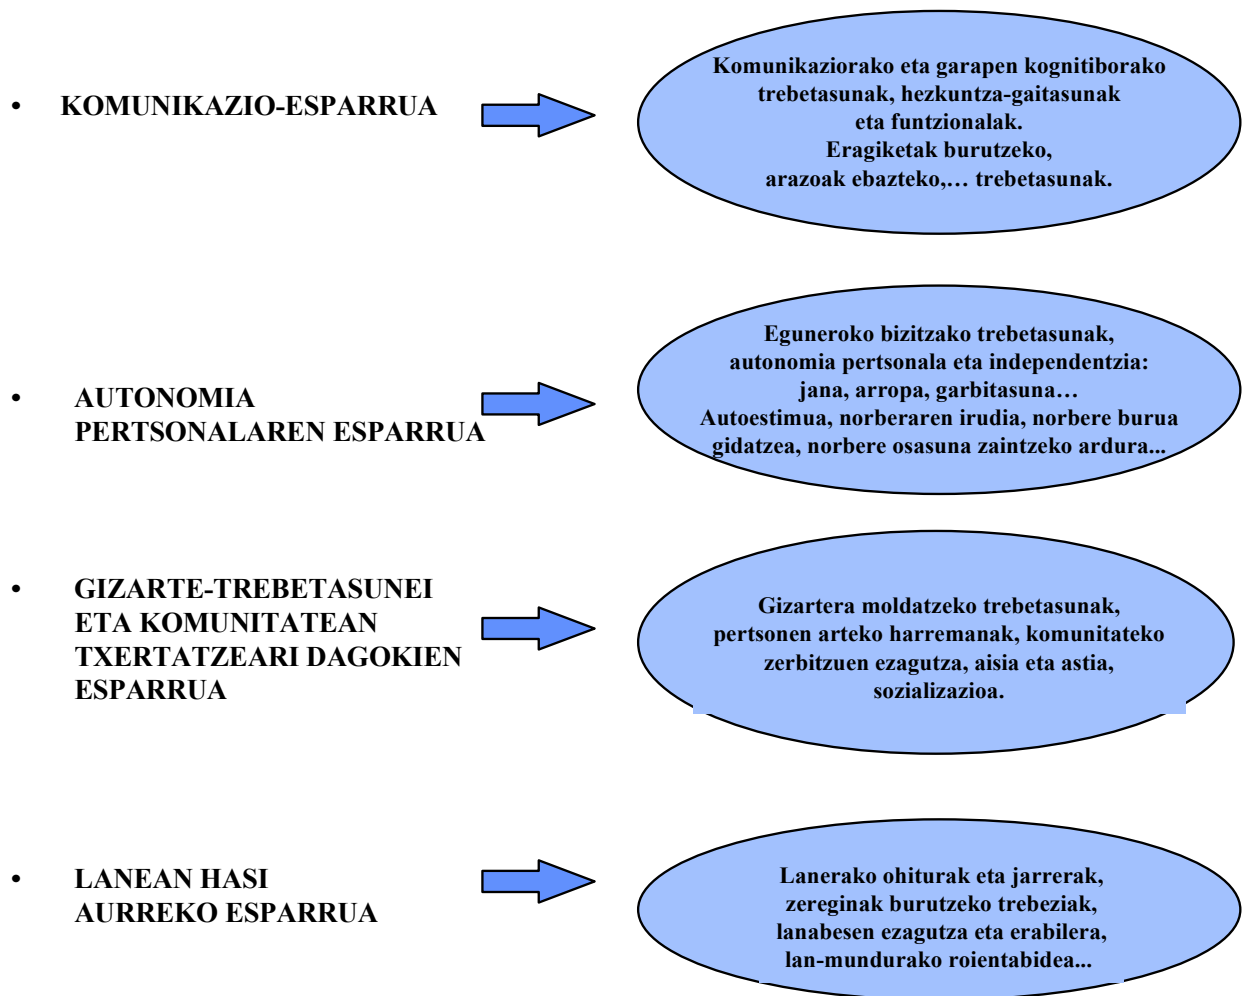 • KOMUNIKAZIO-ESPARRUA
Komunikaziorako eta garapen kognitiborako
trebetasunak, hezkuntza-gaitasunak
eta funtzionalak.
Eragiketak burutzeko,
arazoak ebazteko,… trebetasunak.
• AUTONOMIA
PERTSONALAREN ESPARRUA
Eguneroko bizitzako trebetasunak,
autonomia pertsonala eta independentzia:
jana, arropa, garbitasuna…
Autoestimua, norberaren irudia, norbere burua
gidatzea, norbere osasuna zaintzeko ardura...
• GIZARTE-TREBETASUNEI
ETA KOMUNITATEAN
TXERTATZEARI DAGOKIEN
ESPARRUA
Gizartera moldatzeko trebetasunak,
pertsonen arteko harremanak, komunitateko
zerbitzuen ezagutza, aisia eta astia,
sozializazioa.
• LANEAN HASI
AURREKO ESPARRUA
Lanerako ohiturak eta jarrerak,
zereginak burutzeko trebeziak,
lanabesen ezagutza eta erabilera,
lan-mundurako roientabidea...